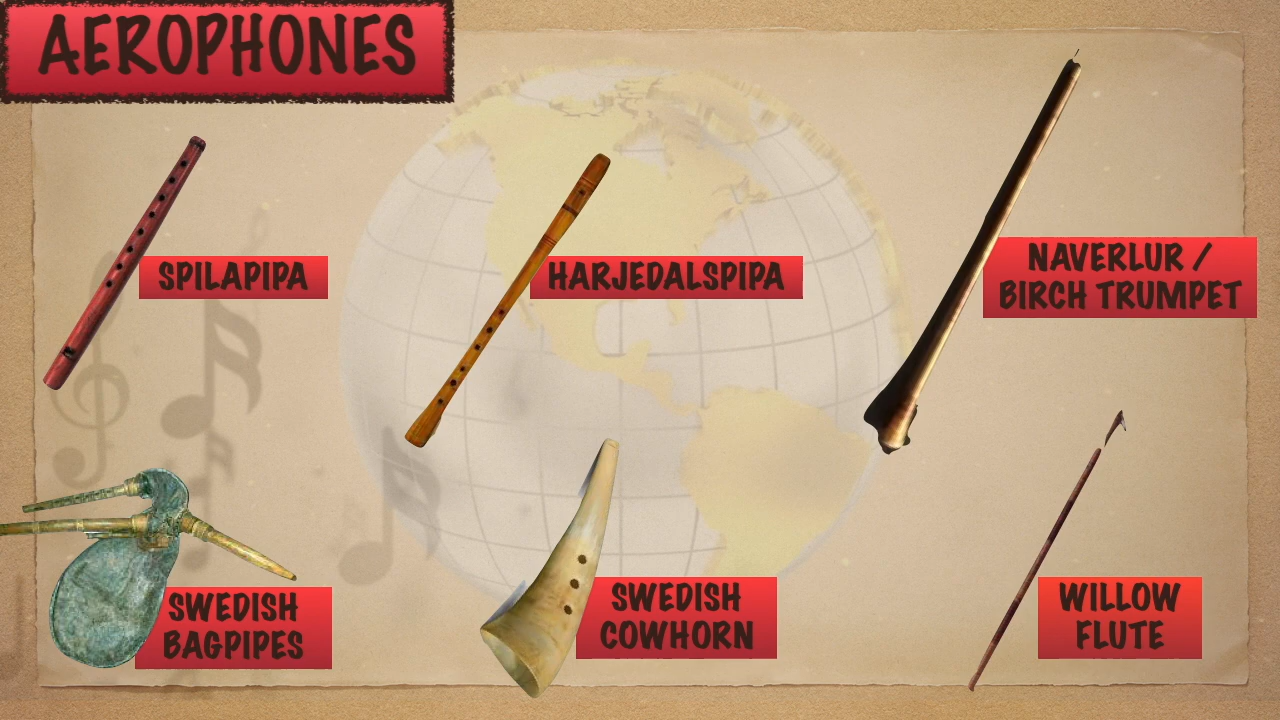 AEROPHONES
SPILAPIPA
HARJEDALSPIPA
NAVERLUR /
BIRCH TRUMPET
SWEDISH
BAGPIPES
SWEDISH
COWHORN
WILLOW
FLUTE